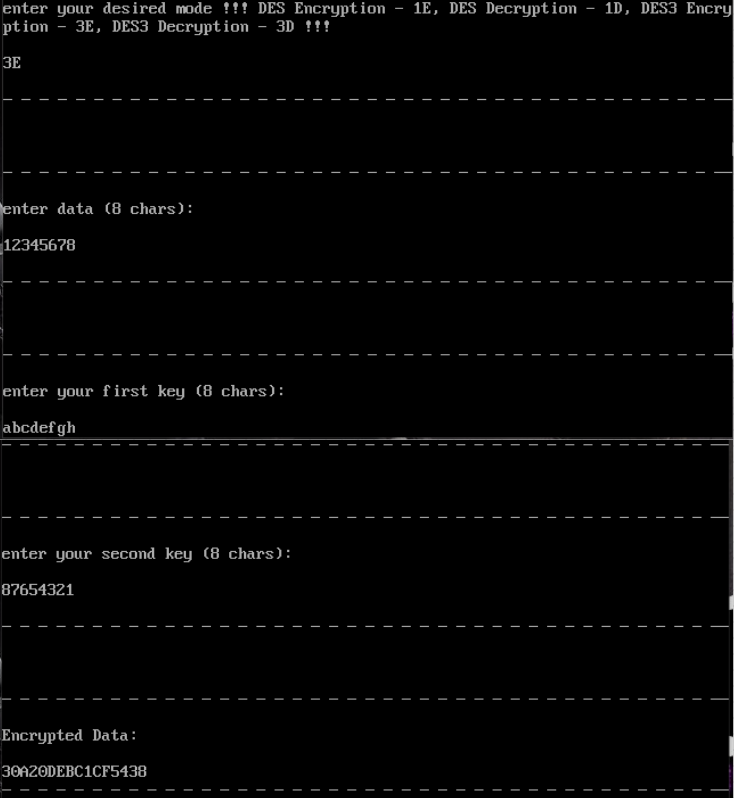 enter your desired mode !!! DES Encryption - 1E, DES Decryption - 1D, DES3 Encry
ption - 3E, DES3 Decryption - 3D !!!
3E
enter data (8 chars):
12345678
enter your first key (8 chars):
abcdefgh
enter your second key (8 chars):
87654321
Encrypted Data:
30A20DEBC1CF5438